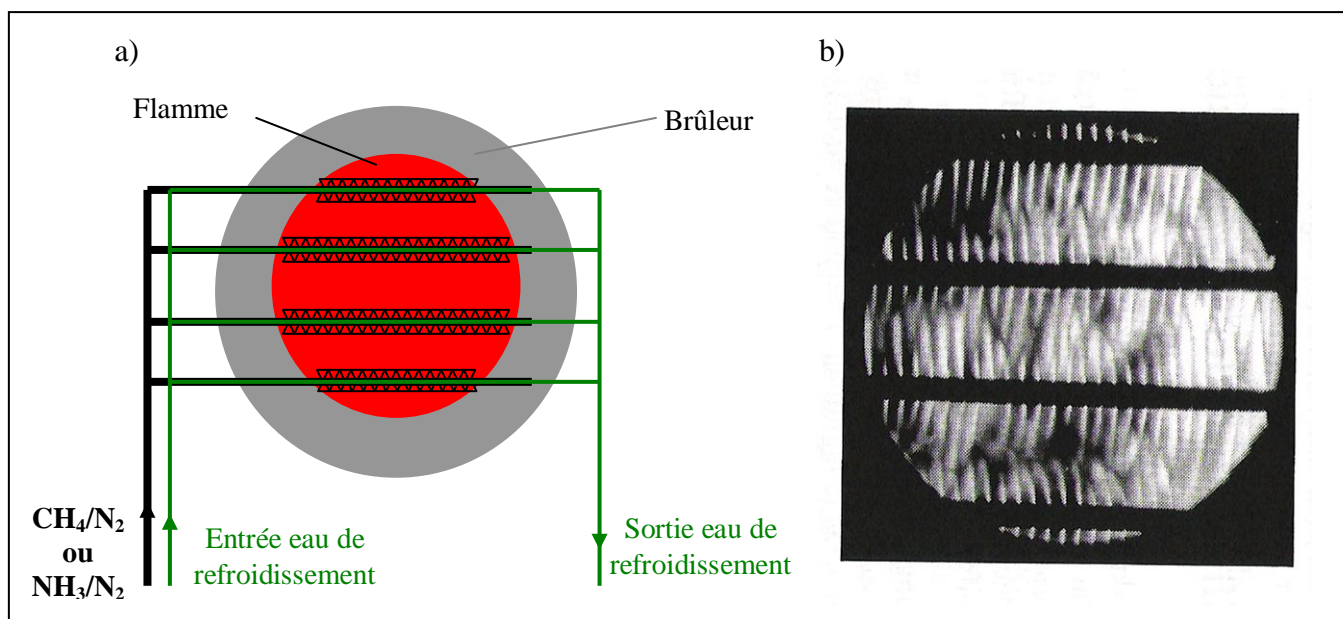 a)
b)
Flamme
Brûleur
CH₄/N₂
ou
NH₃/N₂
Entrée eau de
refroidissement
Sortie eau de
refroidissement